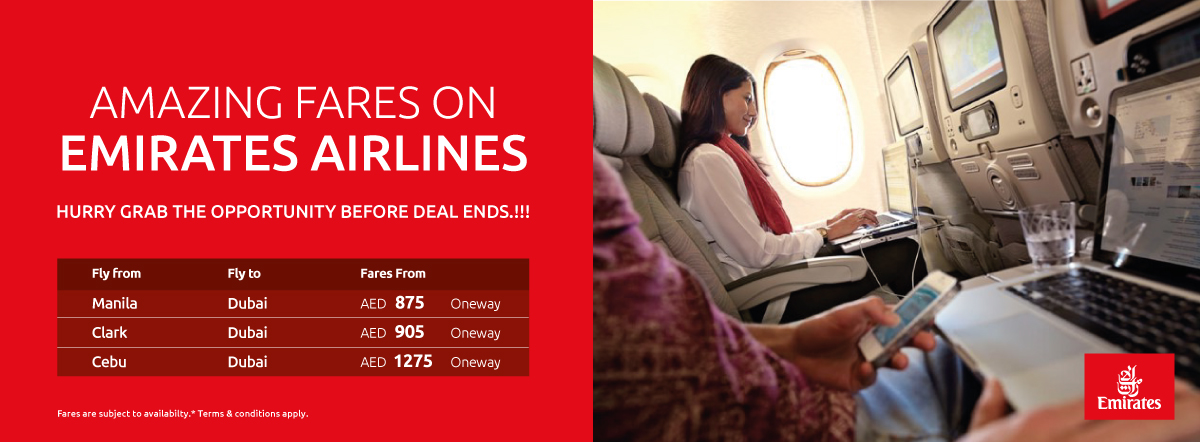 AMAZING FARES ON
EMIRATES AIRLINES
HURRY GRAB THE OPPORTUNITY BEFORE DEAL ENDS.!!!
Fly from Fly to Fares From
Manila Dubai AED 875 Oneway
Clark Dubai AED 905 Oneway
Cebu Dubai AED 1275 Oneway
Fares are subject to availabilty.* Terms & conditions apply.
Emirates